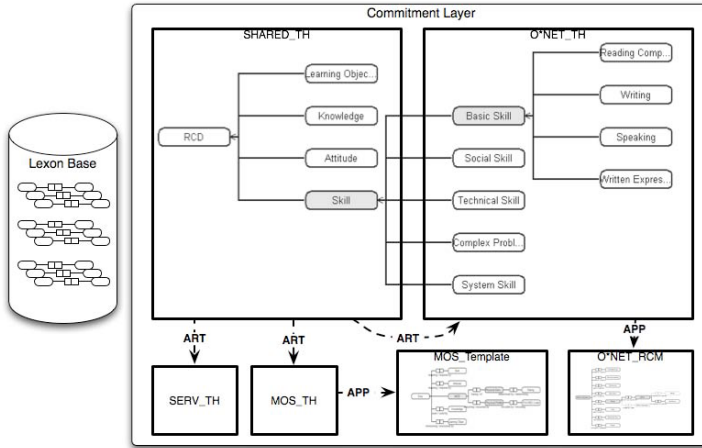 Commitment Layer
SHARED_TH
O*NET_TH
Learning Objec...
Reading Comp...
Knowledge
Basic Skill
Writing
RCD
Lexon Base
Attitude
Social Skill
Speaking
Skill
Technical Skill
Written Expres...
Complex Probl...
System Skill
ART
ART
ART
APP
SERV_TH
MOS_TH
APP
MOS_Template
O*NET_RCM